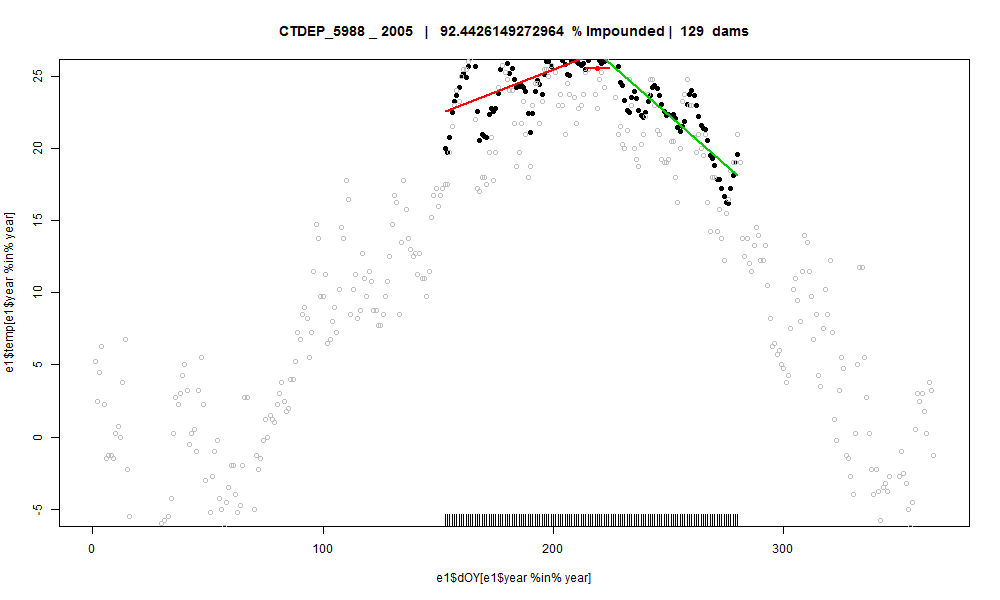 CTDEP_5988 _ 2005 | 92.4426149272964 % Impounded | 129 dams
25
20
15
10
5
0
-5
e1$temp[e1$year %in% year]
0 100 200 300
e1$dOY[e1$year %in% year]